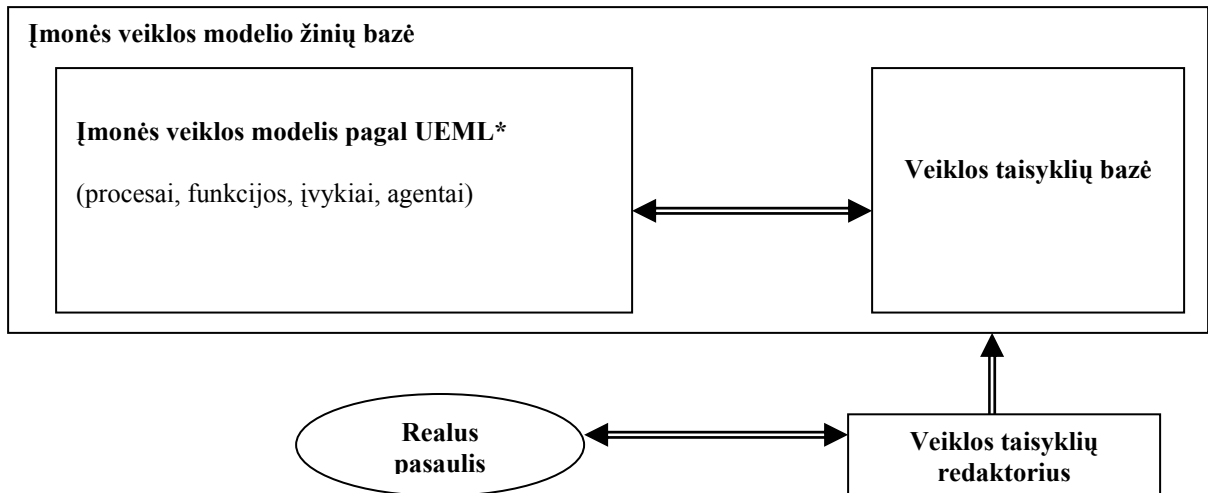 Įmonės veiklos modelio žinių bazė
Įmonės veiklos modelis pagal UEML*
(procesai, funkcijos, įvykiai, agentai)
Veiklos taisyklių bazė
Realus
pasaulis
Veiklos taisyklių
redaktorius